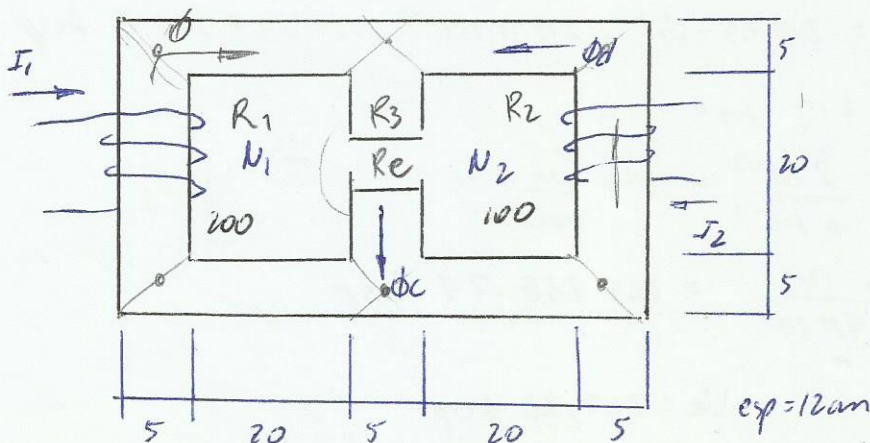 ϕ
ϕd
5
I₁
R₁ R₃ R₂
N₁ Re N₂
20
200 100
I₂
ϕc
5
5 20 5 20 5
esp=12cm